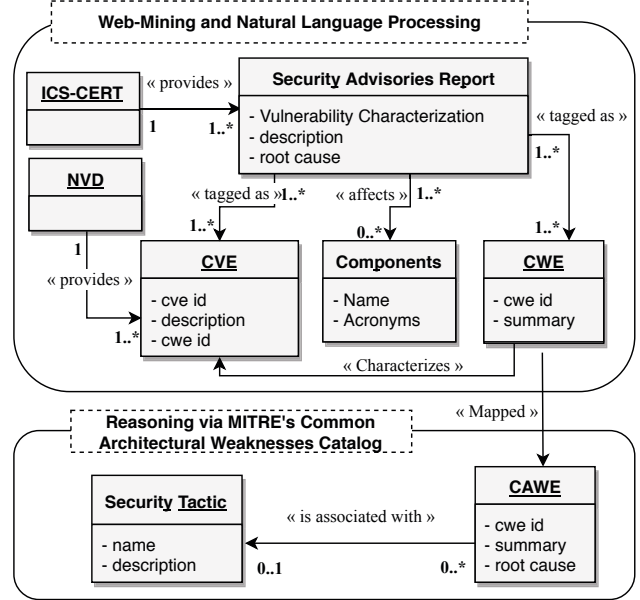 Web-Mining and Natural Language Processing
ICS-CERT
« provides »
1
1..*
Security Advisories Report
- Vulnerability Characterization
- description
- root cause
« tagged as »
1..*
1..*
NVD
1
« provides »
1..*
« tagged as »
1..*
1..*
« affects »
1..*
0..*
CVE
- cve id
- description
- cwe id
Components
- Name
- Acronyms
CWE
- cwe id
- summary
« Characterizes »
« Mapped »
Reasoning via MITRE's Common
Architectural Weaknesses Catalog
Security Tactic
- name
- description
« is associated with »
0..1
0..*
CAWE
- cwe id
- summary
- root cause